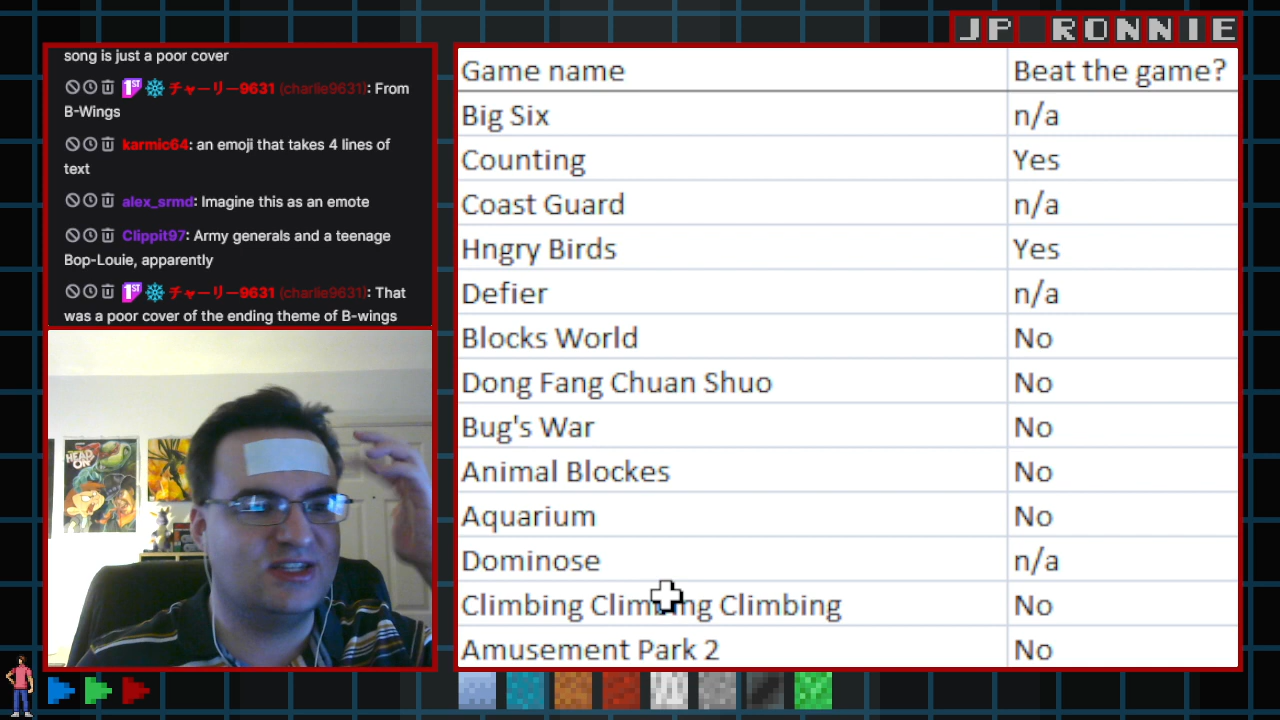 JP RONNIE
song is just a poor cover
1ST チャーリー9631 (charlie9631): From
B-Wings
karmic64: an emoji that takes 4 lines of
text
alex_srmd: Imagine this as an emote
Clippit97: Army generals and a teenage
Bop-Louie, apparently
1ST チャーリー9631 (charlie9631): That
was a poor cover of the ending theme of B-wings
HEAD ON
Game name Beat the game?
Big Six n/a
Counting Yes
Coast Guard n/a
Hngry Birds Yes
Defier n/a
Blocks World No
Dong Fang Chuan Shuo No
Bug's War No
Animal Blockes No
Aquarium No
Dominose n/a
Climbing Climbing Climbing No
Amusement Park 2 No